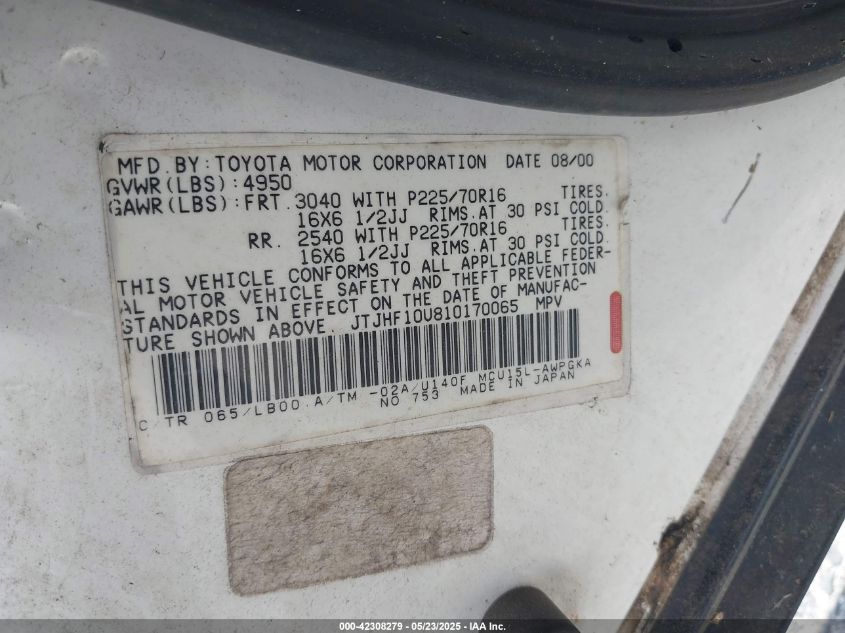 MFD. BY: TOYOTA MOTOR CORPORATION DATE 08/00
GVWR(LBS): 4950
GAWR(LBS): FRT. 3040 WITH P225/70R16 TIRES.
16X6 1/2JJ RIMS. AT 30 PSI COLD.
RR. 2540 WITH P225/70R16 TIRES.
16X6 1/2JJ RIMS. AT 30 PSI COLD.
THIS VEHICLE CONFORMS TO ALL APPLICABLE FEDER-
AL MOTOR VEHICLE SAFETY AND THEFT PREVENTION
STANDARDS IN EFFECT ON THE DATE OF MANUFAC-
TURE SHOWN ABOVE. JTJHF10U810170065 MPV
C/TR 065/LB00.A/TM -02A/U140F MCU15L-AWPGKA
NO 753 MADE IN JAPAN
000-42308279 - 05/23/2025 - IAA Inc.